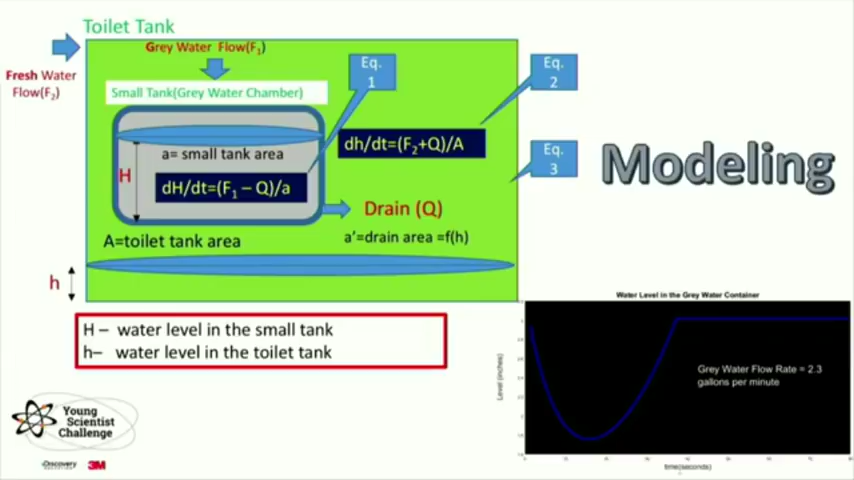 Toilet Tank
Grey Water Flow(F1)
Fresh Water
Flow(F2)
Eq.
1
Eq.
2
Small Tank(Grey Water Chamber)
dh/dt=(F2+Q)/A
a= small tank area
Eq.
3
Modeling
H
dH/dt=(F1 – Q)/a
Drain (Q)
a'=drain area =f(h)
A=toilet tank area
h
H – water level in the small tank
h– water level in the toilet tank
Water Level in the Grey Water Container
Level (inches)
Grey Water Flow Rate = 2.3
gallons per minute
time(seconds)
Young
Scientist
Challenge
Discovery
3M